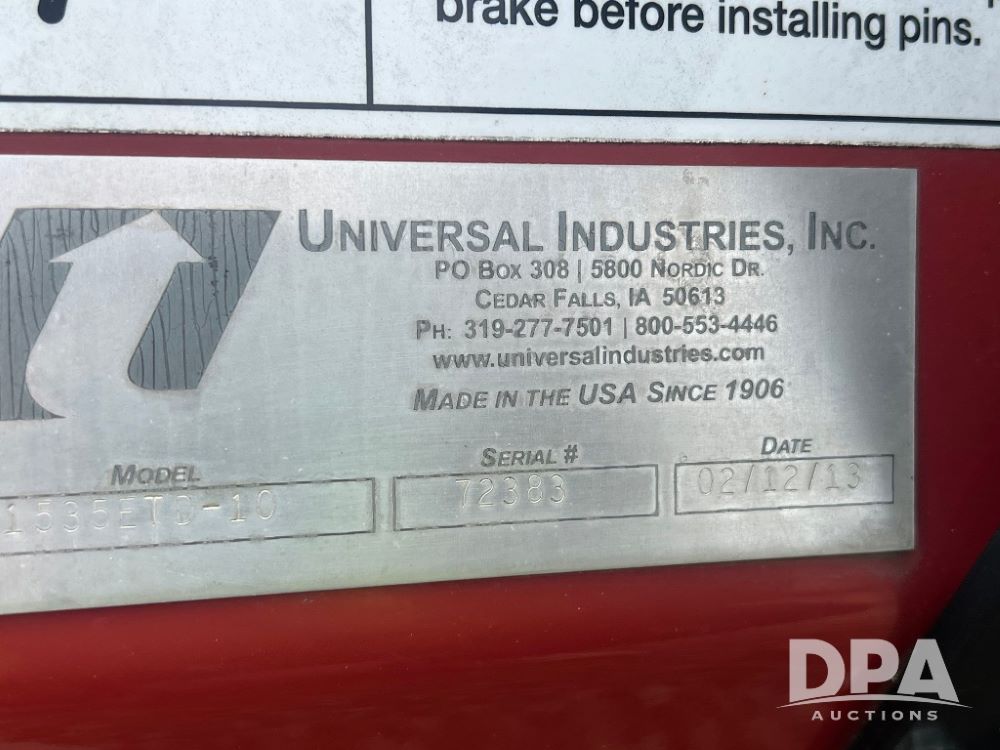 brake before installing pins.
UNIVERSAL INDUSTRIES, INC.
PO BOX 308 | 5800 NORDIC DR.
CEDAR FALLS, IA 50613
PH: 319-277-7501 | 800-553-4446
www.universalindustries.com
MADE IN THE USA SINCE 1906
MODEL SERIAL # DATE
1535ETD-10 72383 02/12/13
DPA
AUCTIONS